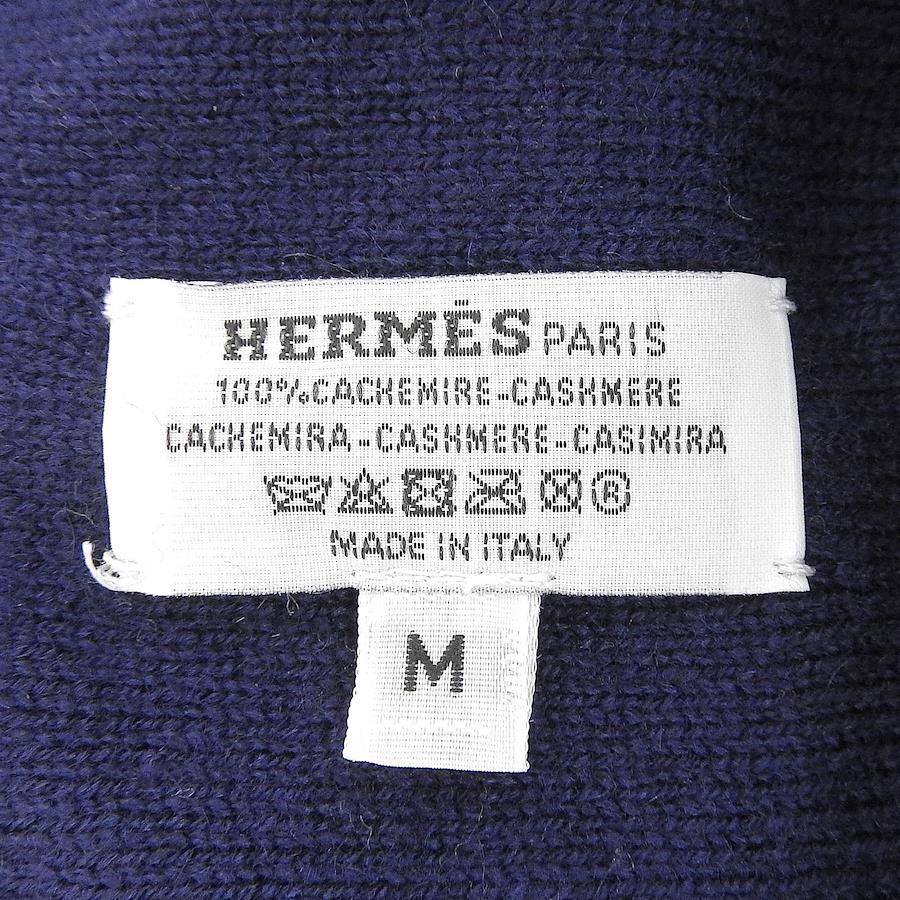 HERMÈS PARIS
100% CACHEMIRE-CASHMERE
CACHEMIRA-CASHMERE-CASIMIRA
®
MADE IN ITALY
M